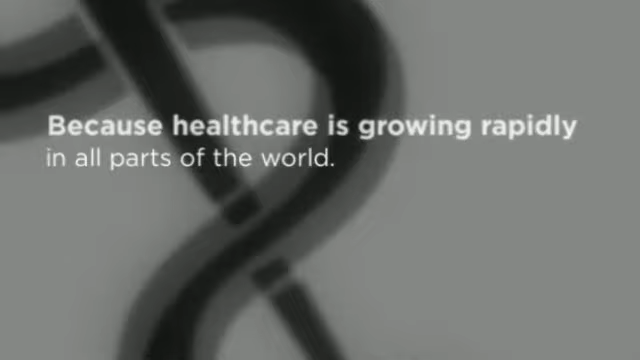 Because healthcare is growing rapidly
in all parts of the world.